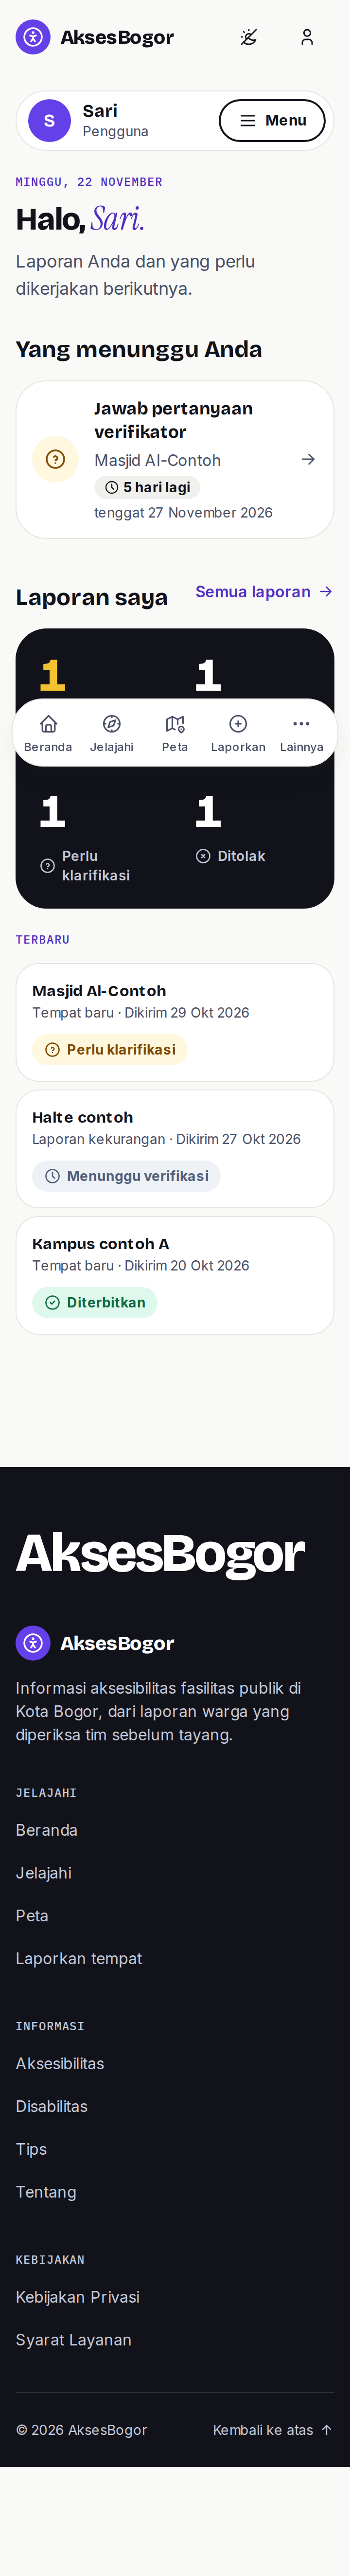 AksesBogor
S
Sari
Pengguna
Menu
MINGGU, 22 NOVEMBER
Halo, Sari.
Laporan Anda dan yang perlu
dikerjakan berikutnya.
Yang menunggu Anda
Jawab pertanyaan
verifikator
Masjid Al-Contoh
5 hari lagi
tenggat 27 November 2026
Laporan saya
Semua laporan →
1
1
Beranda
Jelajahi
Peta
Laporkan
Lainnya
1
1
Perlu
klarifikasi
Ditolak
TERBARU
Masjid Al-Contoh
Tempat baru · Dikirim 29 Okt 2026
Perlu klarifikasi
Halte contoh
Laporan kekurangan · Dikirim 27 Okt 2026
Menunggu verifikasi
Kampus contoh A
Tempat baru · Dikirim 20 Okt 2026
Diterbitkan
AksesBogor
AksesBogor
Informasi aksesibilitas fasilitas publik di
Kota Bogor, dari laporan warga yang
diperiksa tim sebelum tayang.
JELAJAHI
Beranda
Jelajahi
Peta
Laporkan tempat
INFORMASI
Aksesibilitas
Disabilitas
Tips
Tentang
KEBIJAKAN
Kebijakan Privasi
Syarat Layanan
© 2026 AksesBogor
Kembali ke atas ↑